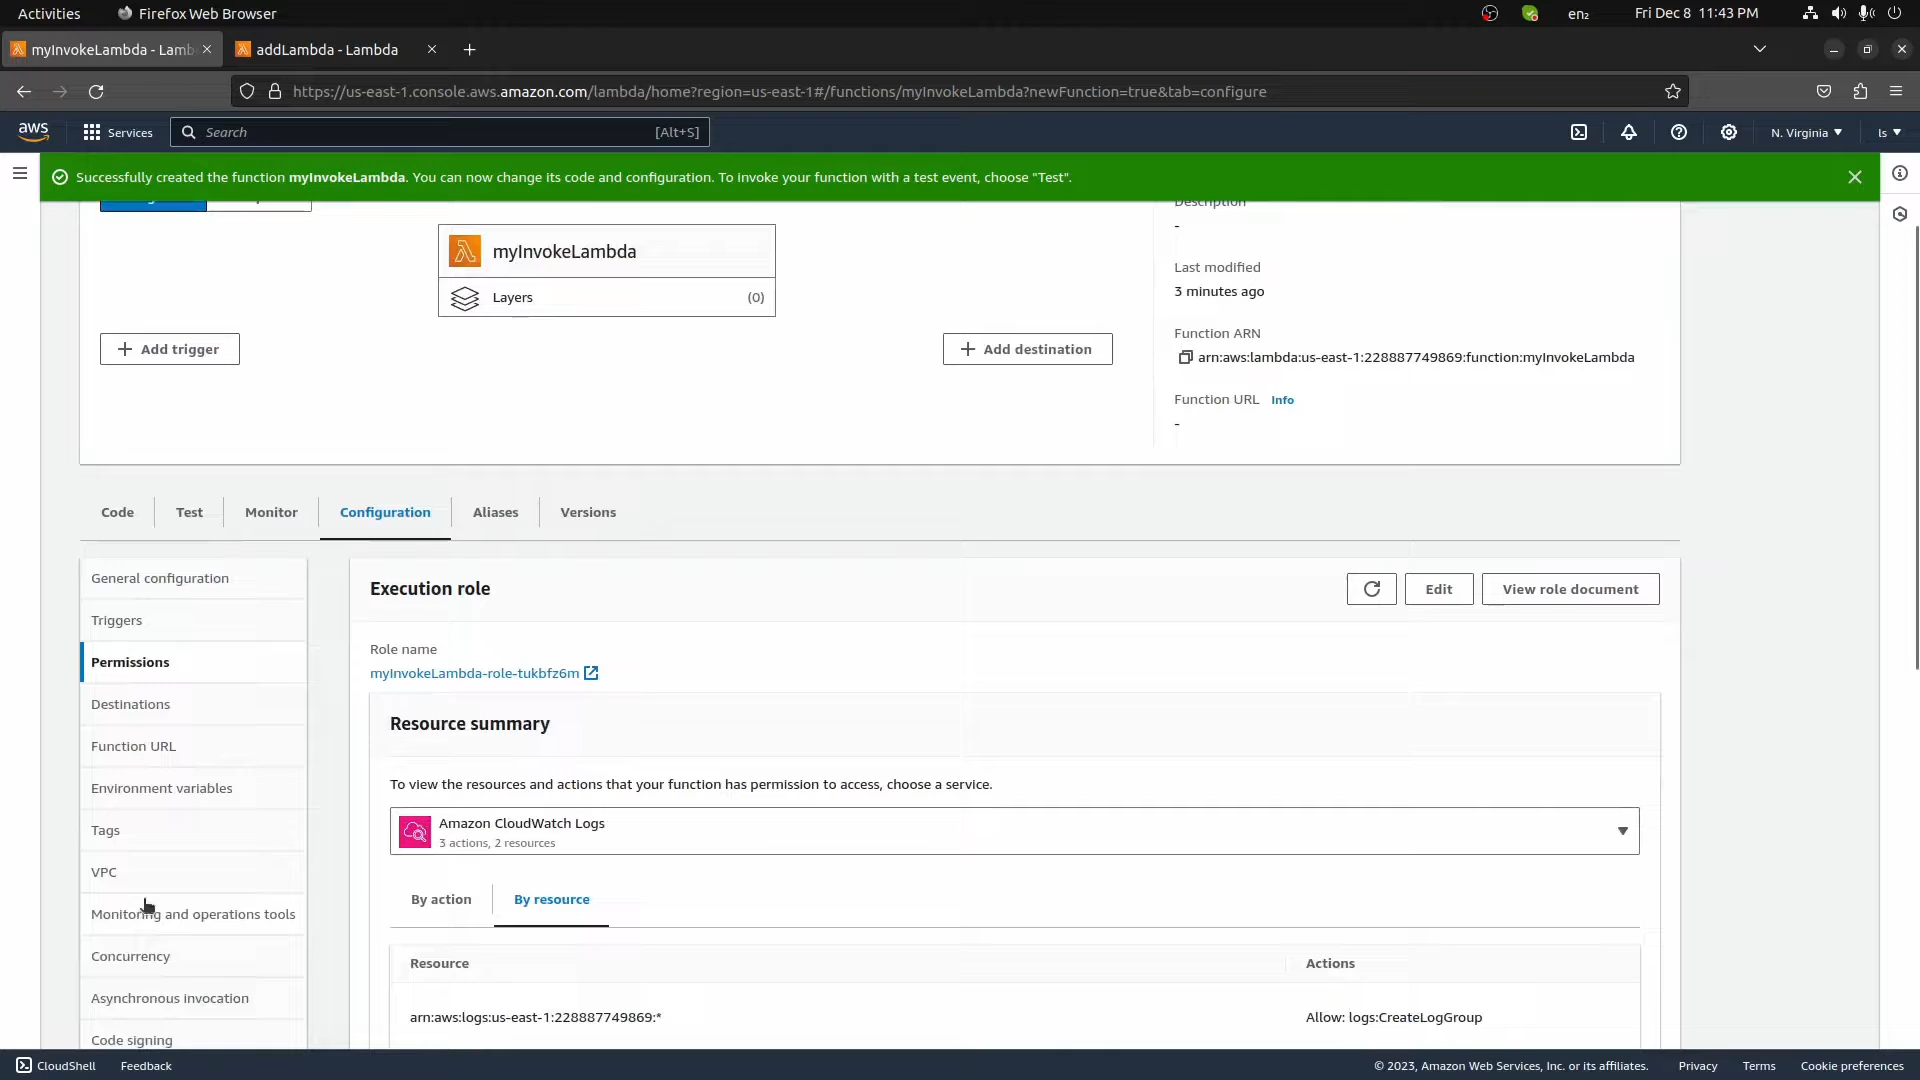 Activities
Firefox Web Browser
en₂
Fri Dec 8 11:43 PM
myInvokeLambda - Lamb
addLambda - Lambda
https://us-east-1.console.aws.amazon.com/lambda/home?region=us-east-1#/functions/myInvokeLambda?newFunction=true&tab=configure
aws
Services
Search
[Alt+S]
N. Virginia
ls
Successfully created the function myInvokeLambda. You can now change its code and configuration. To invoke your function with a test event, choose "Test".
Description
-
myInvokeLambda
Layers
(0)
Last modified
3 minutes ago
Add trigger
Add destination
Function ARN
arn:aws:lambda:us-east-1:228887749869:function:myInvokeLambda
Function URL Info
-
Code
Test
Monitor
Configuration
Aliases
Versions
General configuration
Triggers
Permissions
Destinations
Function URL
Environment variables
Tags
VPC
Monitoring and operations tools
Concurrency
Asynchronous invocation
Code signing
Execution role
Edit
View role document
Role name
myInvokeLambda-role-tukbfz6m
Resource summary
To view the resources and actions that your function has permission to access, choose a service.
Amazon CloudWatch Logs
3 actions, 2 resources
By action
By resource
Resource
Actions
arn:aws:logs:us-east-1:228887749869:*
Allow: logs:CreateLogGroup
CloudShell
Feedback
© 2023, Amazon Web Services, Inc. or its affiliates.
Privacy
Terms
Cookie preferences